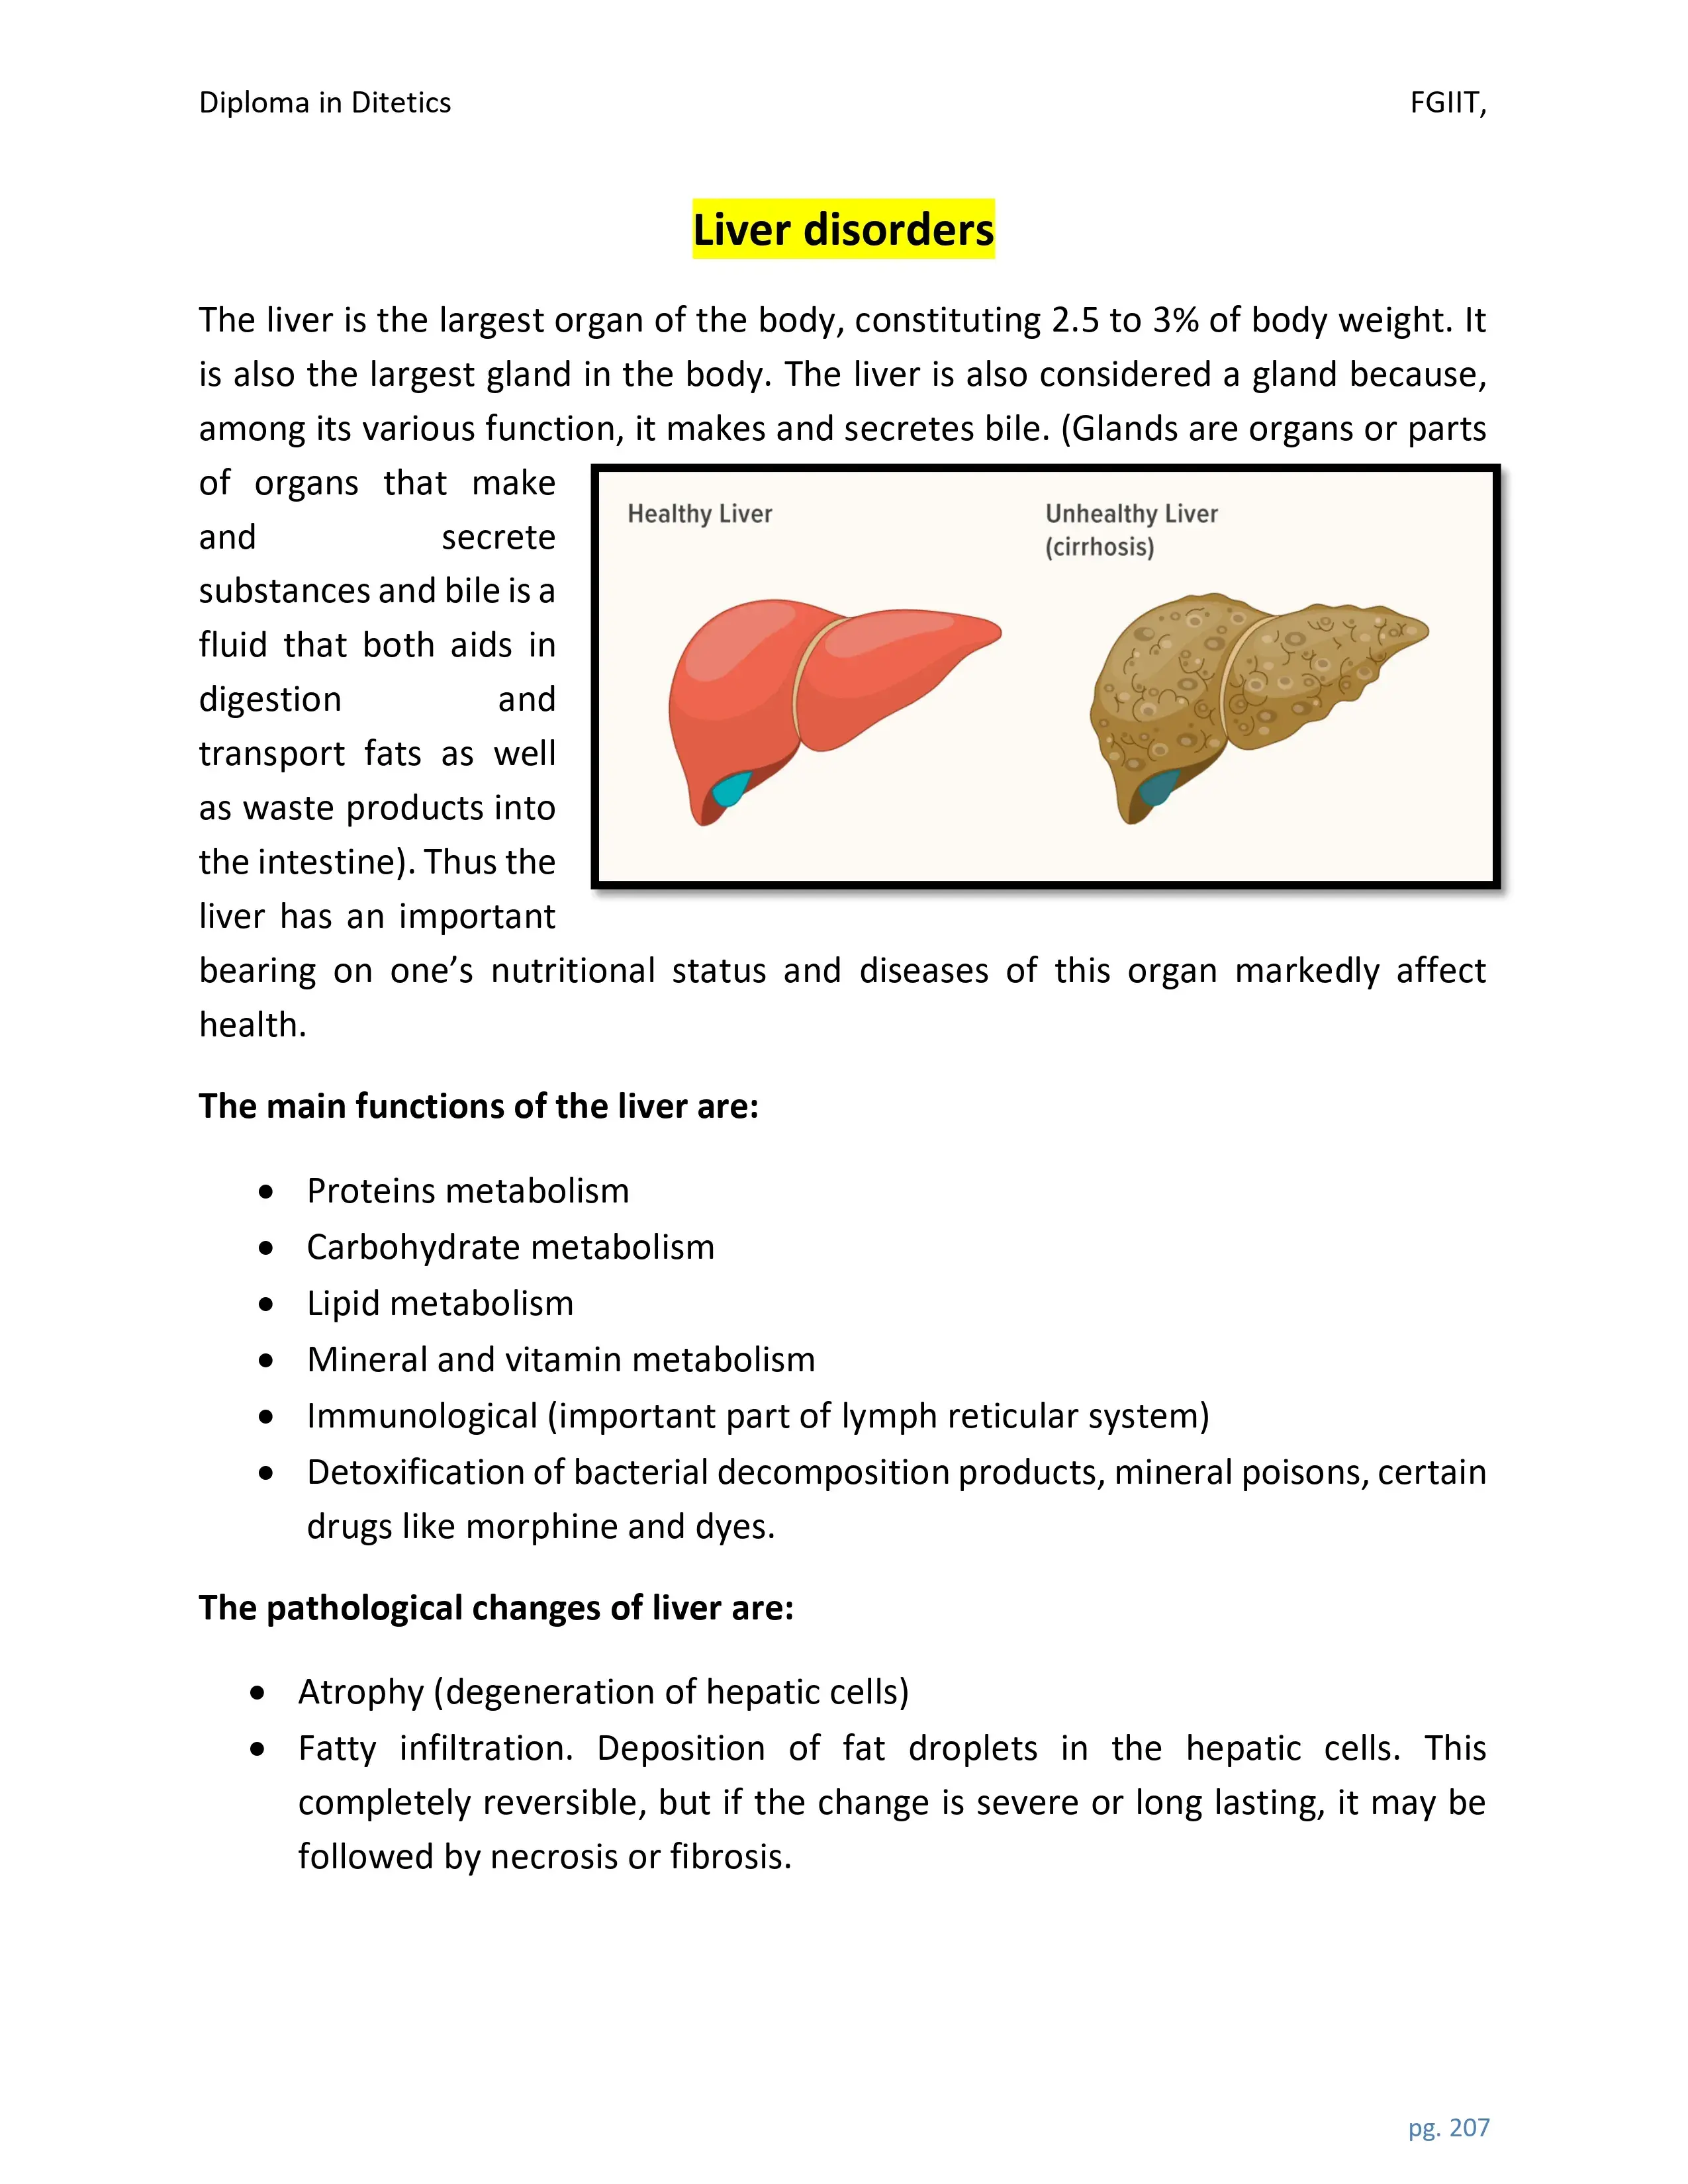 Diploma in Ditetics FGIIT,
Liver disorders
The liver is the largest organ of the body, constituting 2.5 to 3% of body weight. It
is also the largest gland in the body. The liver is also considered a gland because,
among its various function, it makes and secretes bile. (Glands are organs or parts
of organs that make
and secrete
substances and bile is a
fluid that both aids in
digestion and
transport fats as well
as waste products into
the intestine). Thus the
liver has an important
Healthy Liver
Unhealthy Liver
(cirrhosis)
bearing on one’s nutritional status and diseases of this organ markedly affect
health.
The main functions of the liver are:
• Proteins metabolism
• Carbohydrate metabolism
• Lipid metabolism
• Mineral and vitamin metabolism
• Immunological (important part of lymph reticular system)
• Detoxification of bacterial decomposition products, mineral poisons, certain
drugs like morphine and dyes.
The pathological changes of liver are:
• Atrophy (degeneration of hepatic cells)
• Fatty infiltration. Deposition of fat droplets in the hepatic cells. This
completely reversible, but if the change is severe or long lasting, it may be
followed by necrosis or fibrosis.
pg. 207